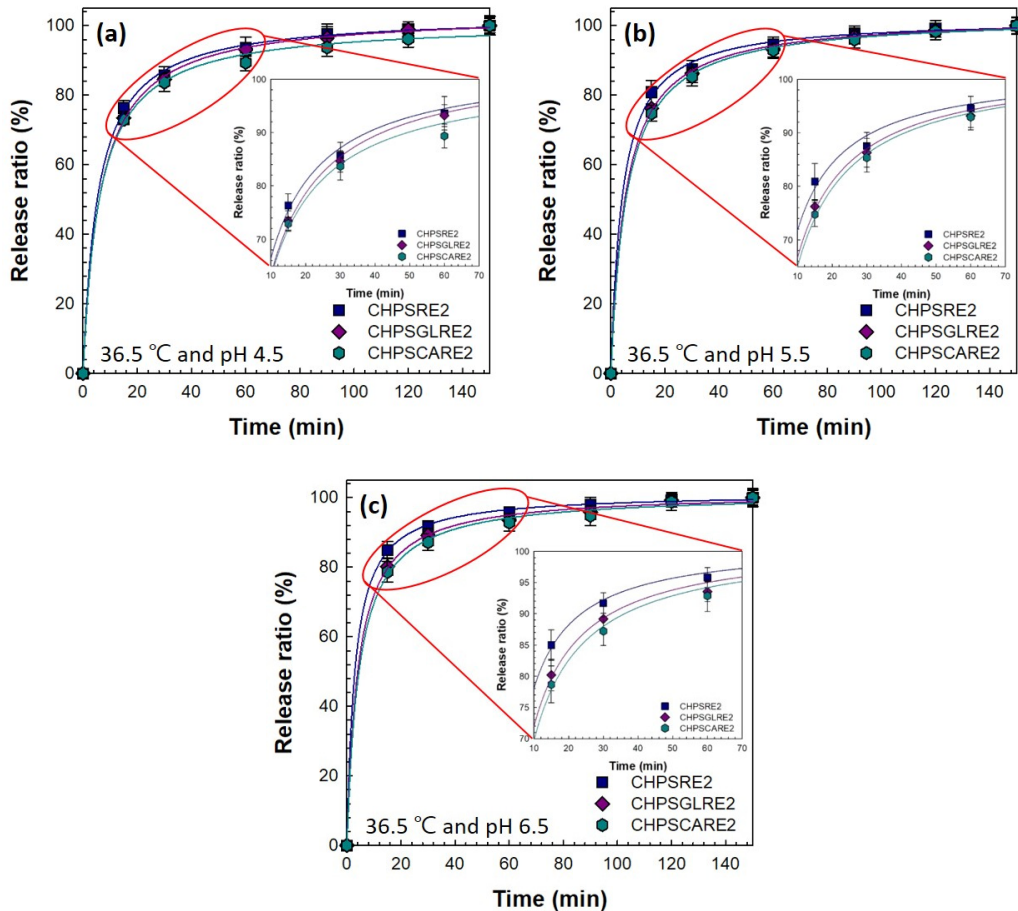 (a)
Release ratio (%)
100
80
60
40
20
0
100
90
80
70
Release Ratio (%)
CHPSRE2
CHPSGLRE2
CHPSCARE2
10 20 30 40 50 60 70
Time (min)
CHPSRE2
CHPSGLRE2
CHPSCARE2
36.5 ℃ and pH 4.5
0 20 40 60 80 100 120 140
Time (min)
(b)
Release ratio (%)
100
80
60
40
20
0
100
90
80
70
Release Ratio (%)
CHPSRE2
CHPSGLRE2
CHPSCARE2
10 20 30 40 50 60 70
Time (min)
CHPSRE2
CHPSGLRE2
CHPSCARE2
36.5 ℃ and pH 5.5
0 20 40 60 80 100 120 140
Time (min)
(c)
Release ratio (%)
100
80
60
40
20
0
100
95
90
85
80
75
70
Release ratio (%)
CHPSRE2
CHPSGLRE2
CHPSCARE2
10 20 30 40 50 60 70
Time (min)
CHPSRE2
CHPSGLRE2
CHPSCARE2
36.5 ℃ and pH 6.5
0 20 40 60 80 100 120 140
Time (min)